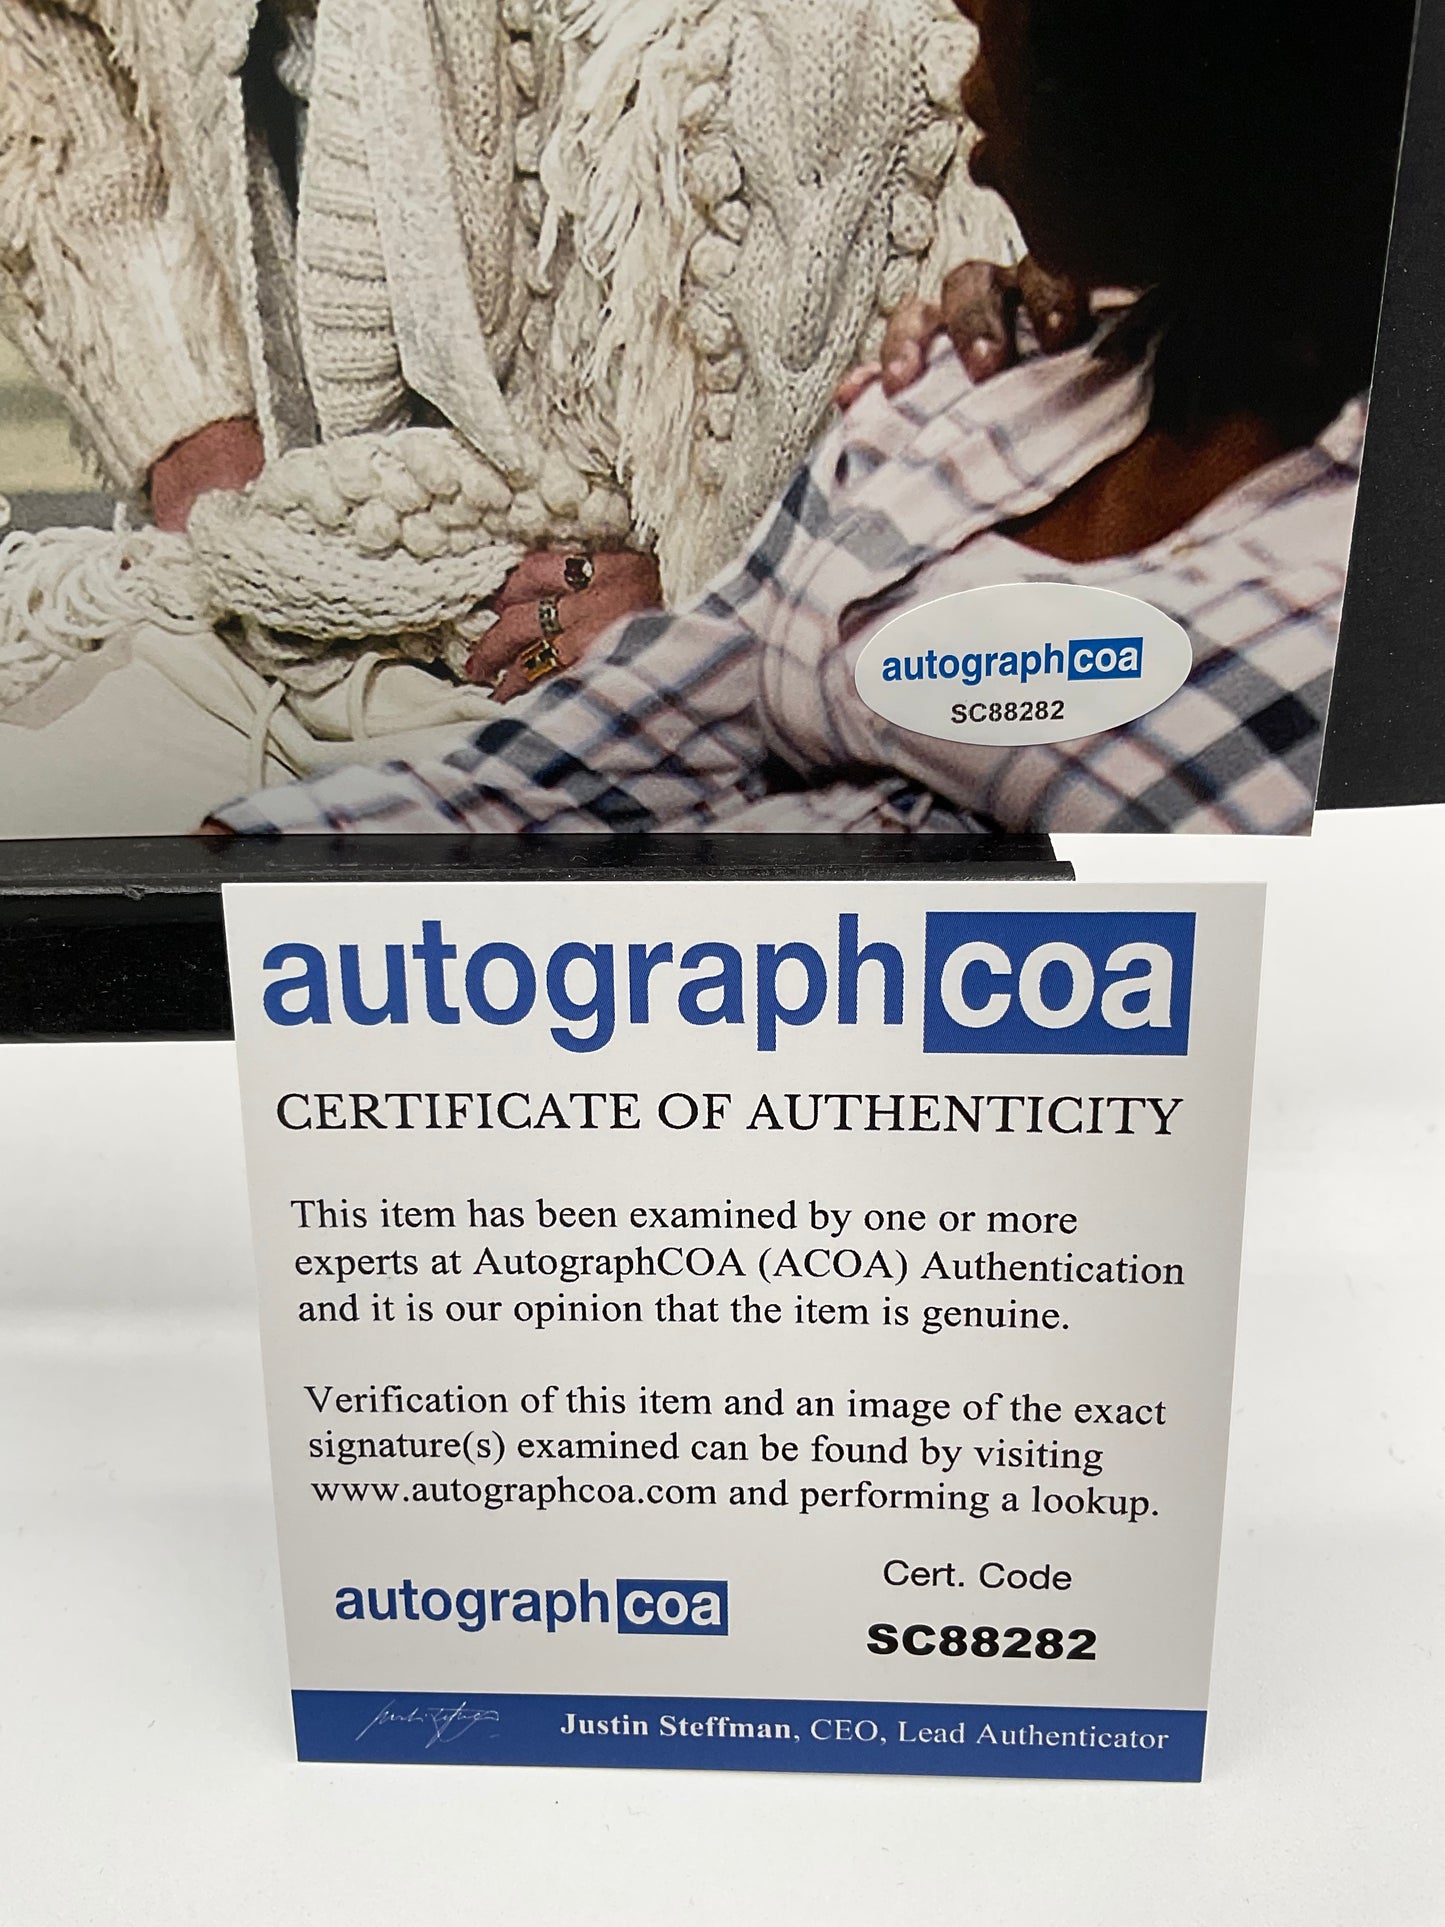 autographcoa
SC88282
autographcoa
CERTIFICATE OF AUTHENTICITY
This item has been examined by one or more
experts at AutographCOA (ACOA) Authentication
and it is our opinion that the item is genuine.
Verification of this item and an image of the exact
signature(s) examined can be found by visiting
www.autographcoa.com and performing a lookup.
autographcoa
Cert. Code
SC88282
Justin Steffman, CEO, Lead Authenticator